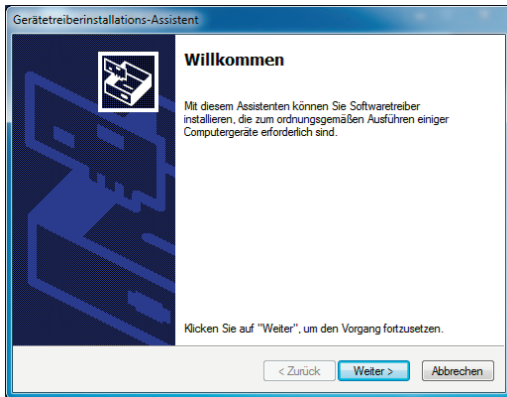 Gerätetreiberinstallations-Assistent
Willkommen
Mit diesem Assistenten können Sie Softwaretreiber
installieren, die zum ordnungsgemäßen Ausführen einiger
Computergeräte erforderlich sind.
Klicken Sie auf "Weiter", um den Vorgang fortzusetzen.
< Zurück
Weiter >
Abbrechen